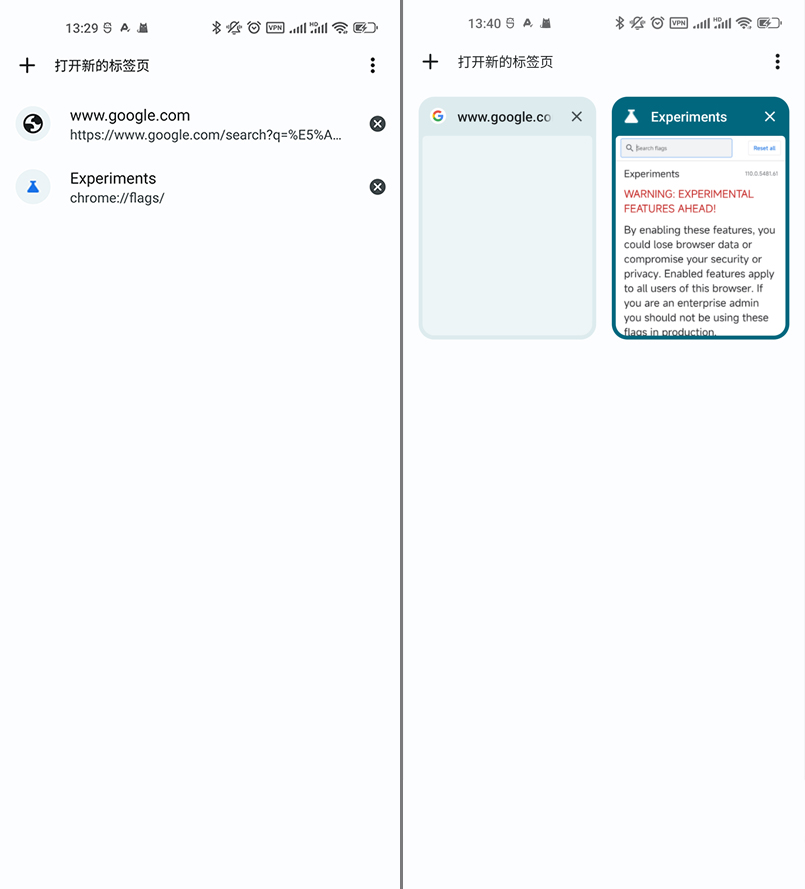 13:29
VPN
HD
打开新的标签页
www.google.com
https://www.google.com/search?q=%E5%A...
Experiments
chrome://flags/
13:40
VPN
HD
打开新的标签页
www.google.co
Experiments
Search flags
Reset all
Experiments
110.0.5481.61
WARNING: EXPERIMENTAL
FEATURES AHEAD!
By enabling these features, you
could lose browser data or
compromise your security or
privacy. Enabled features apply
to all users of this browser. If
you are an enterprise admin
you should not be using these
flags in production.